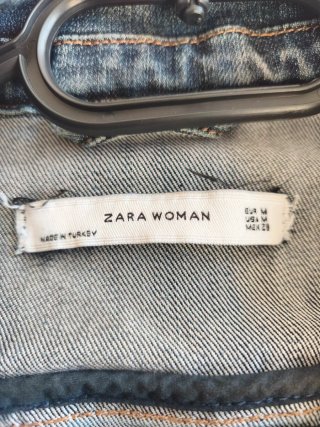 ZARA WOMAN
MADE IN TURKEY
EUR M
USA M
MEX 28